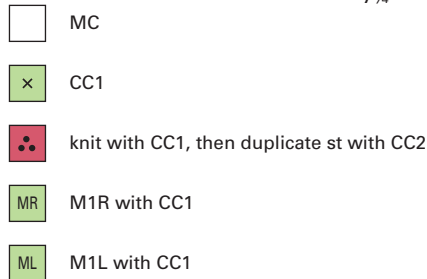 MC
× CC1
knit with CC1, then duplicate st with CC2
MR M1R with CC1
ML M1L with CC1